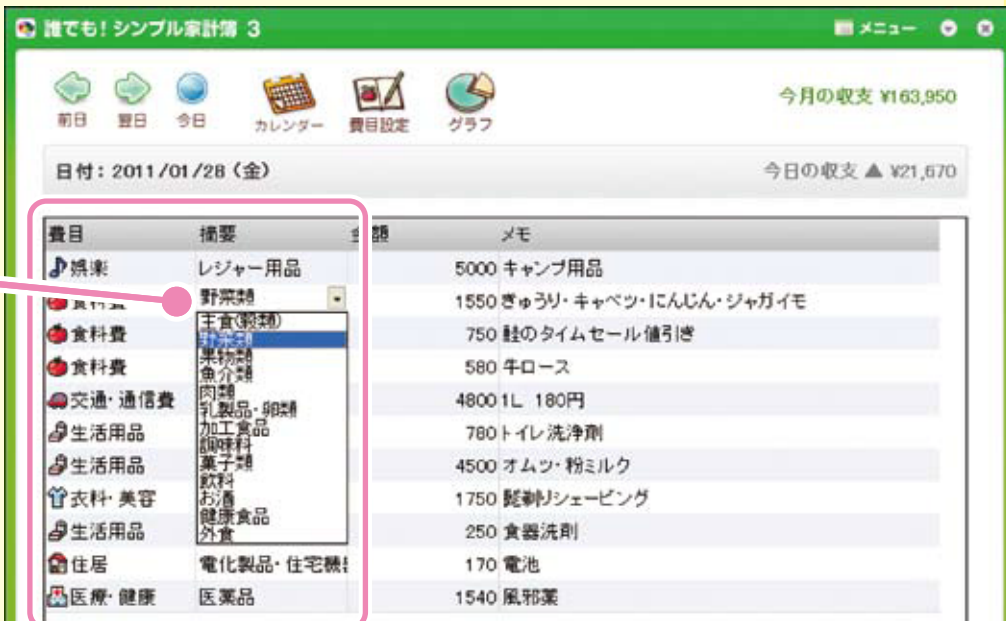 誰でも! シンプル家計簿 3 メニュー
今月の収支 ¥163,950
前日 翌日 今日 カレンダー 費目設定 グラフ
日付: 2011/01/28 (金) 今日の収支 ▲ ¥21,670
費目 摘要 金額 メモ
娯楽 レジャー用品 5000 キャンプ用品
食料費 野菜類 1550 きゅうり・キャベツ・にんじん・ジャガイモ
主食(穀類)
食料費 野菜類 750 鮭のタイムセール値引き
果物類
食料費 魚介類 580 牛ロース
肉類
交通・通信費 乳製品・卵類 4800 1L 180円
加工食品
生活用品 調味料 780 トイレ洗浄剤
生活用品 菓子類 4500 オムツ・粉ミルク
飲料
衣料・美容 お酒 1750 髭剃りシェービング
健康食品
生活用品 外食 250 食器洗剤
住居 電化製品・住宅機 170 電池
医療・健康 医薬品 1540 風邪薬